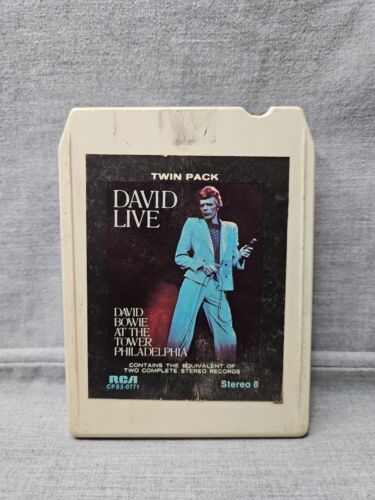 TWIN PACK
DAVID
LIVE
DAVID
BOWIE
AT THE
TOWER
PHILADELPHIA
CONTAINS THE EQUIVALENT OF
TWO COMPLETE STEREO RECORDS
RCA
CPS2-0771
Stereo 8